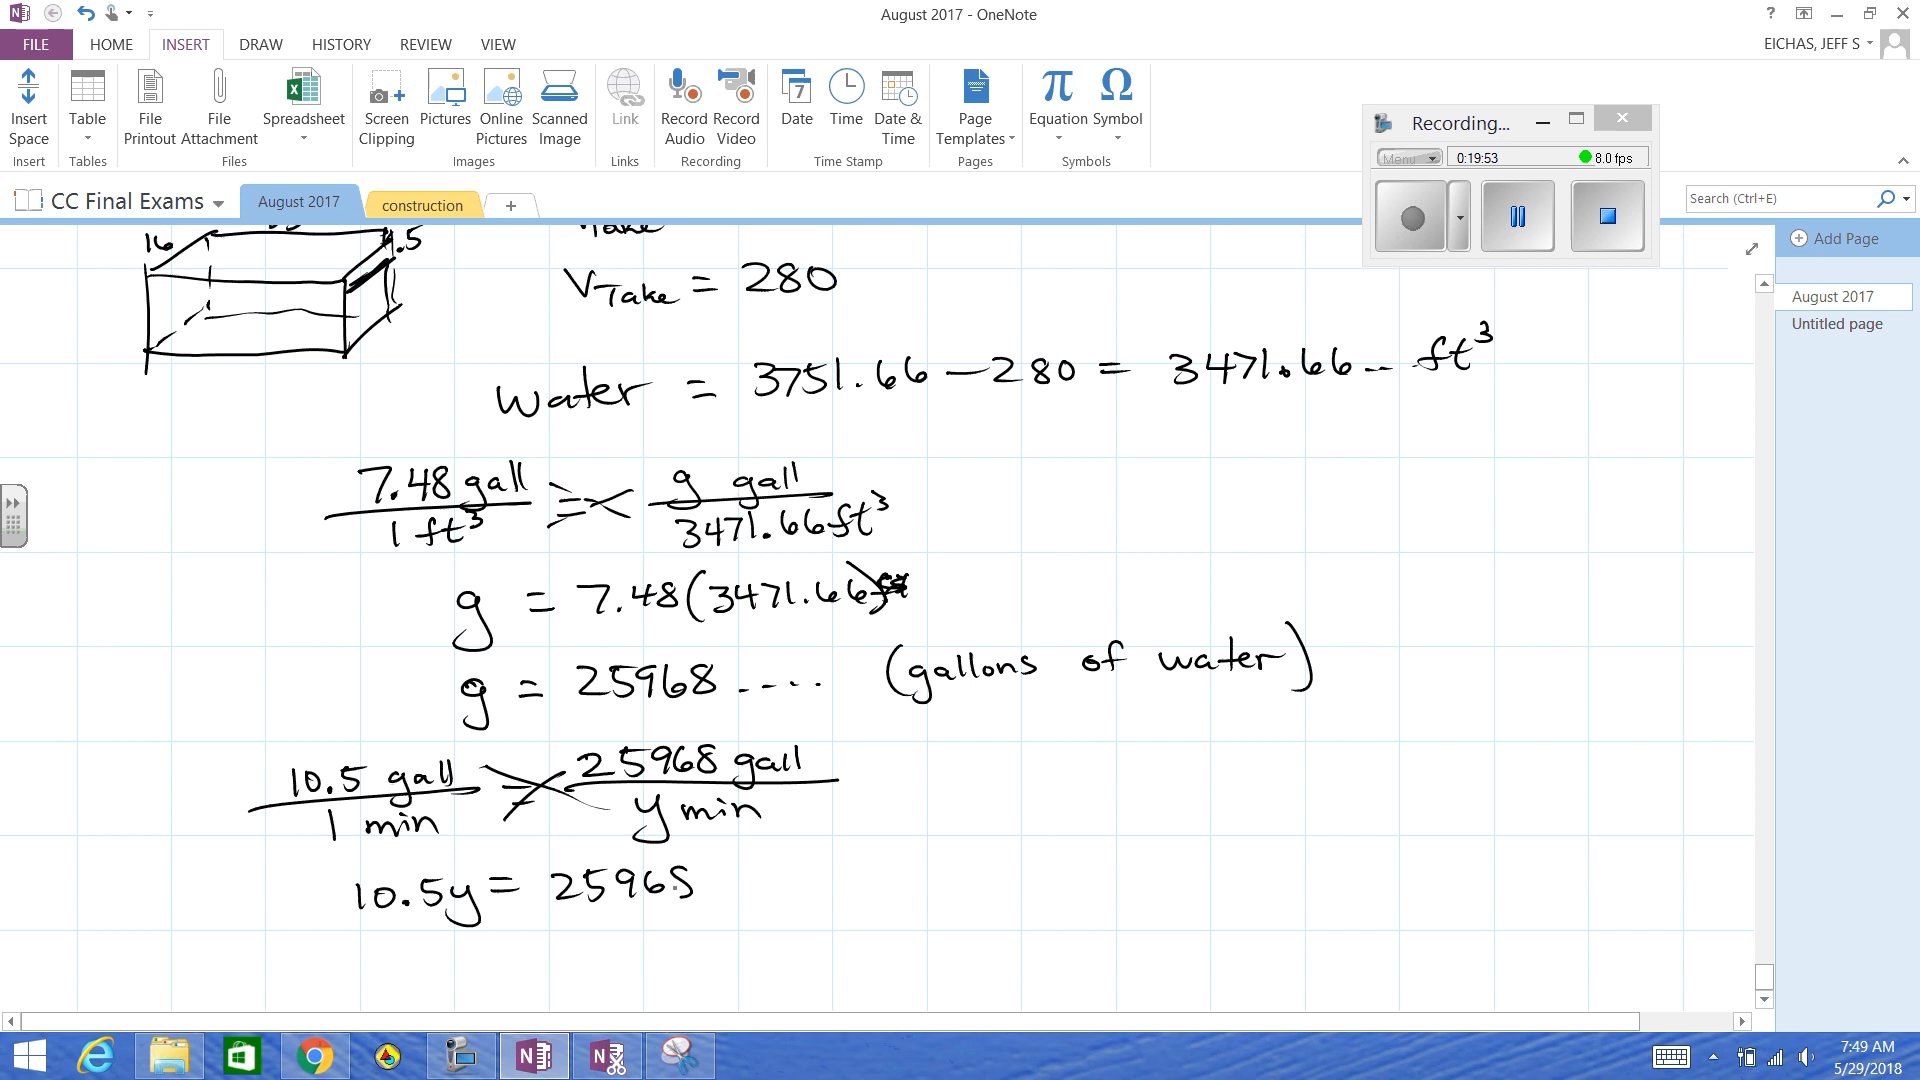 August 2017 - OneNote
?
FILE HOME INSERT DRAW HISTORY REVIEW VIEW
EICHAS, JEFF S
Insert Space
Table
File Printout
File Attachment
Spreadsheet
Screen Clipping
Pictures
Online Pictures
Scanned Image
Link
Record Audio
Record Video
Date
Time
Date & Time
Page Templates
Equation
Symbol
Insert Tables Files Images Links Recording Time Stamp Pages Symbols
Recording...
Menu 0:19:53 8.0 fps
CC Final Exams August 2017 construction +
Search (Ctrl+E)
Add Page
August 2017
Untitled page
16 .5
Take
VTake = 280
Water = 3751.66 — 280 = 3471.66.. ft³
7.48 gall = g gall
1 ft³ 3471.66 ft³
g = 7.48(3471.66)
g = 25968 .... (gallons of water)
10.5 gall = 25968 gall
1 min y min
10.5y = 25968
7:49 AM
5/29/2018